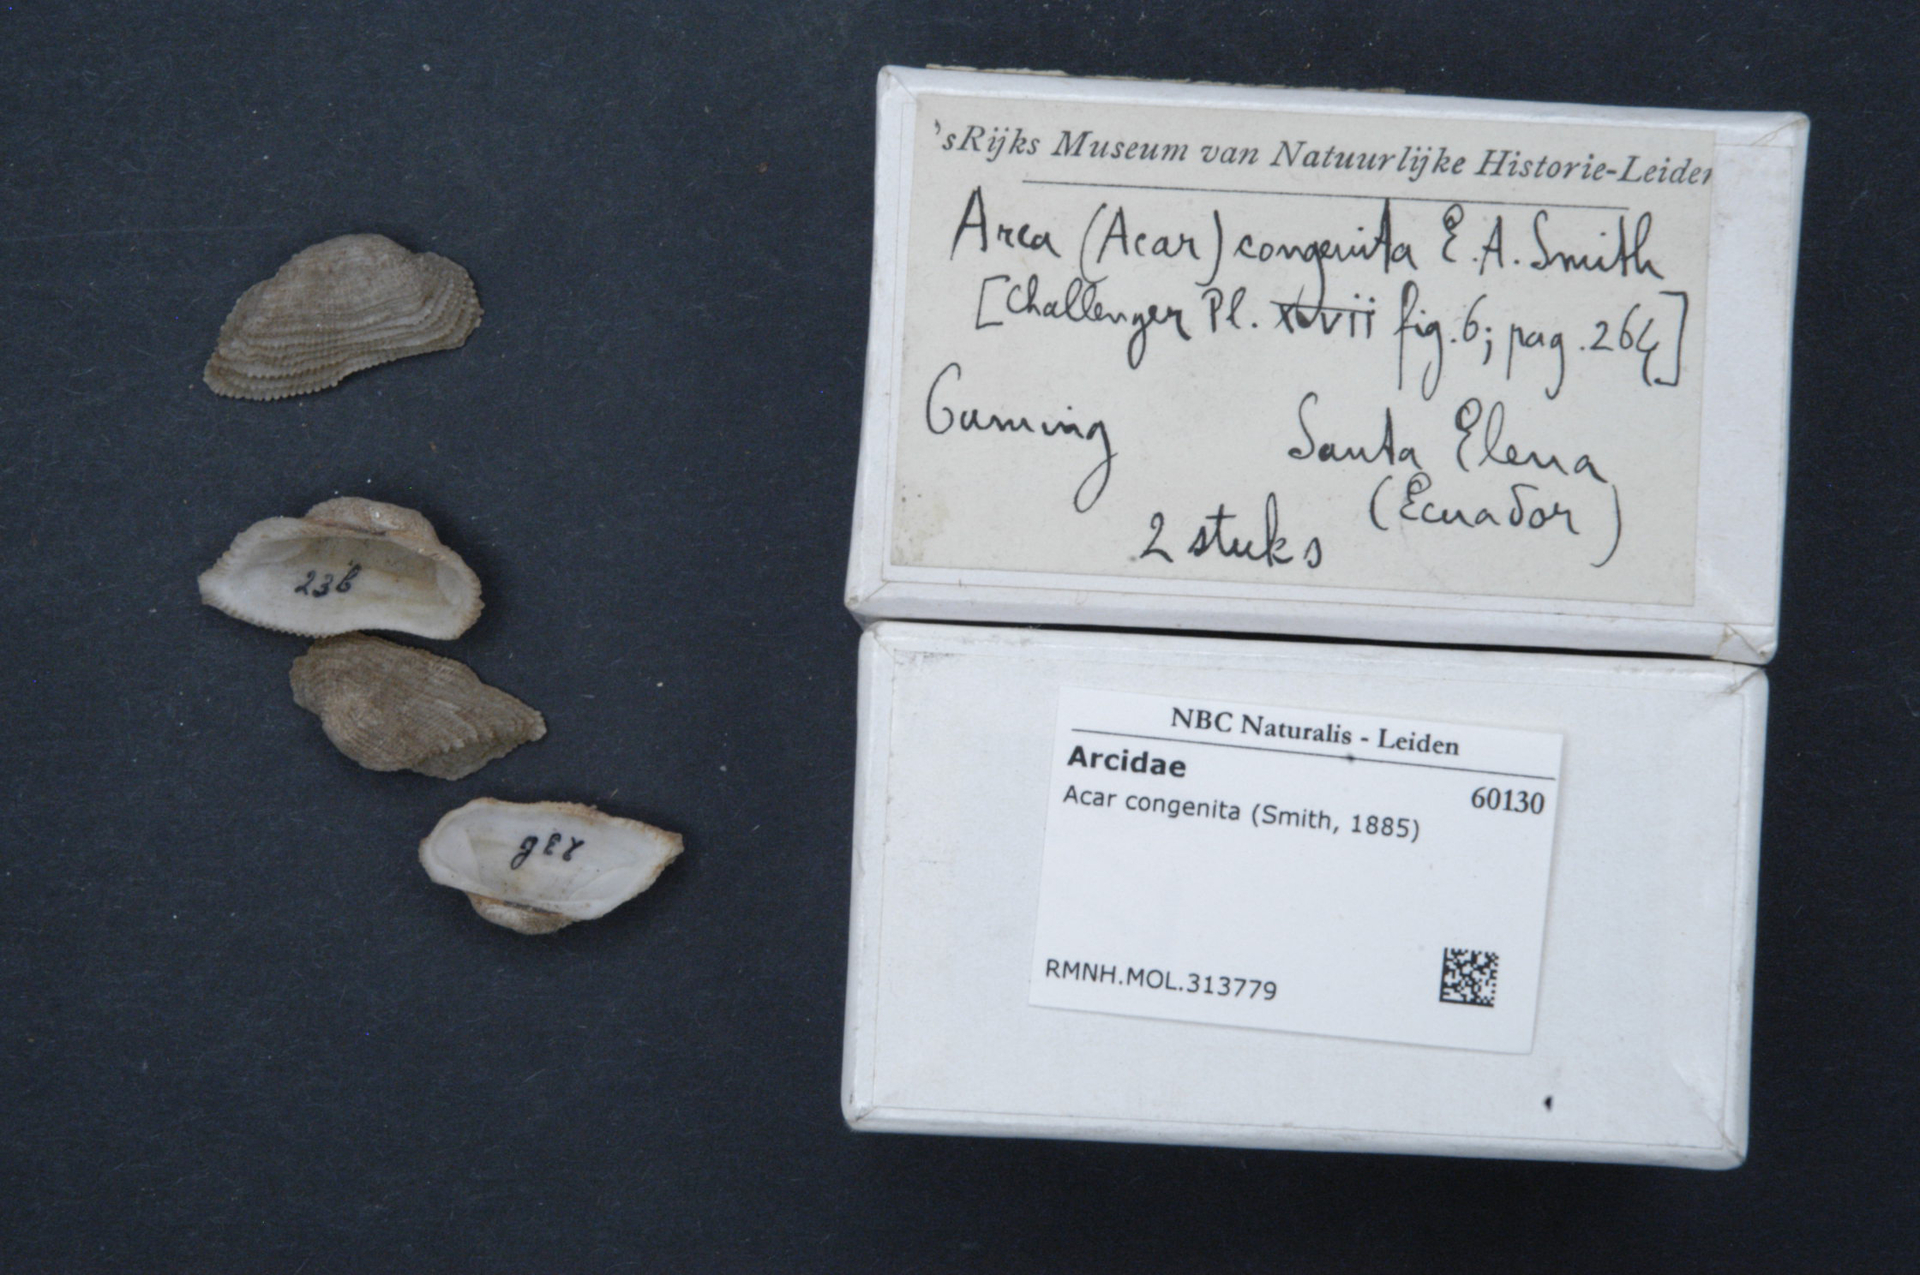 'sRijks Museum van Natuurlijke Historie-Leiden
Arca (Acar) congenita E.A. Smith
[Challenger Pl. xvii fig. 6; pag. 264]
Cuming
Santa Elena
(Ecuador)
2 stuks
NBC Naturalis - Leiden
Arcidae
60130
Acar congenita (Smith, 1885)
RMNH.MOL.313779
23b
23b